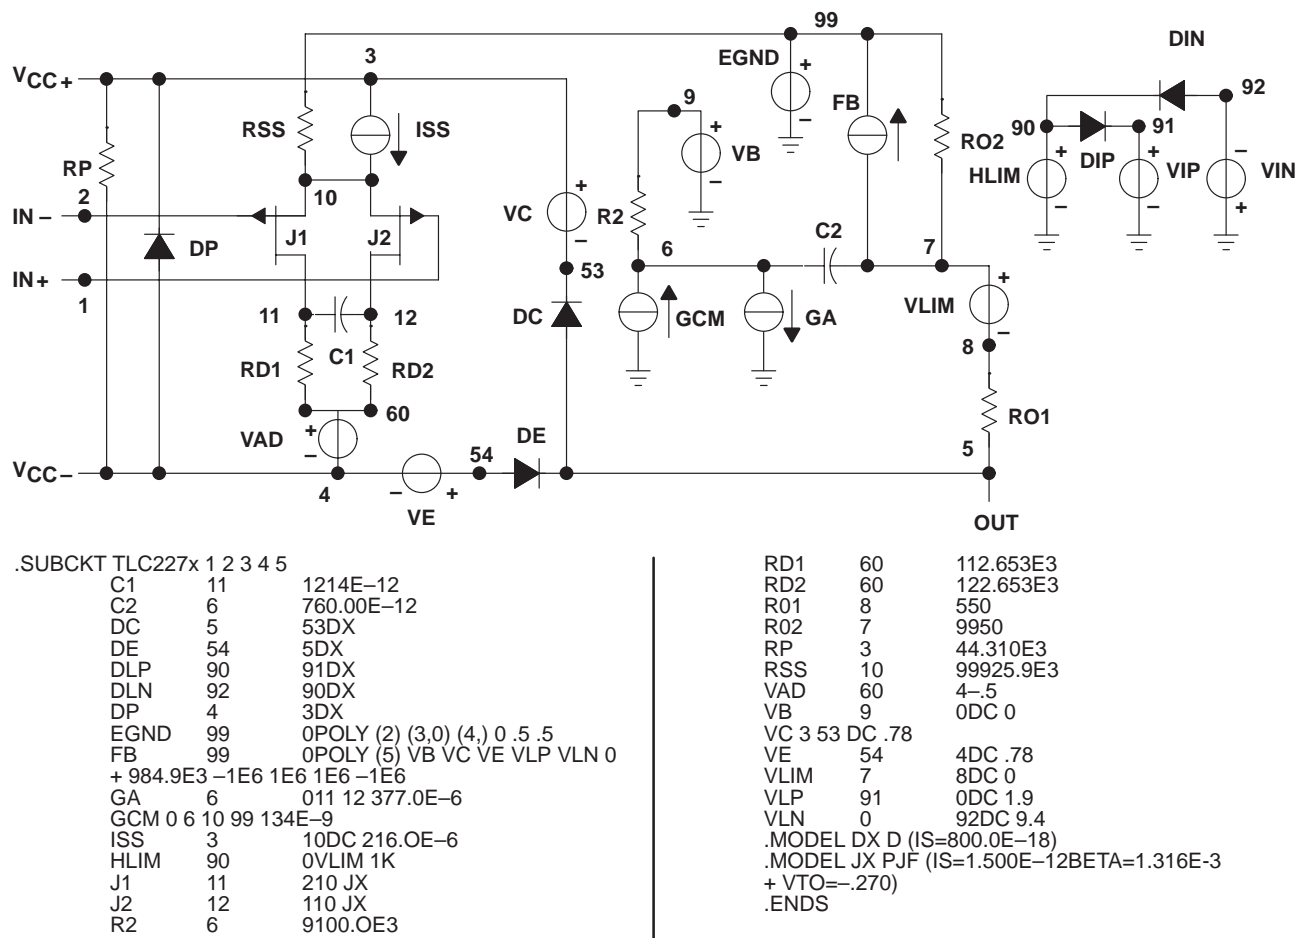 99
DIN
3
EGND
+
VCC+
92
9
FB
RSS
ISS
+
90
91
VB
RO2
RP
DIP
10
HLIM
VIP
VIN
2
IN –
VC
R2
C2
J1
J2
DP
6
7
IN+
1
53
11
12
DC
GCM
GA
VLIM
C1
8
RD1
RD2
60
RO1
VAD
DE
54
5
VCC–
4
VE
OUT
.SUBCKT TLC227x 1 2 3 4 5
C1 11 1214E–12
C2 6 760.00E–12
DC 5 53DX
DE 54 5DX
DLP 90 91DX
DLN 92 90DX
DP 4 3DX
EGND 99 0POLY (2) (3,0) (4,) 0 .5 .5
FB 99 0POLY (5) VB VC VE VLP VLN 0
+ 984.9E3 –1E6 1E6 1E6 –1E6
GA 6 011 12 377.0E–6
GCM 0 6 10 99 134E–9
ISS 3 10DC 216.OE–6
HLIM 90 0VLIM 1K
J1 11 210 JX
J2 12 110 JX
R2 6 9100.OE3
RD1 60 112.653E3
RD2 60 122.653E3
R01 8 550
R02 7 9950
RP 3 44.310E3
RSS 10 99925.9E3
VAD 60 4–.5
VB 9 0DC 0
VC 3 53 DC .78
VE 54 4DC .78
VLIM 7 8DC 0
VLP 91 0DC 1.9
VLN 0 92DC 9.4
.MODEL DX D (IS=800.0E–18)
.MODEL JX PJF (IS=1.500E–12BETA=1.316E-3
+ VTO=–.270)
.ENDS